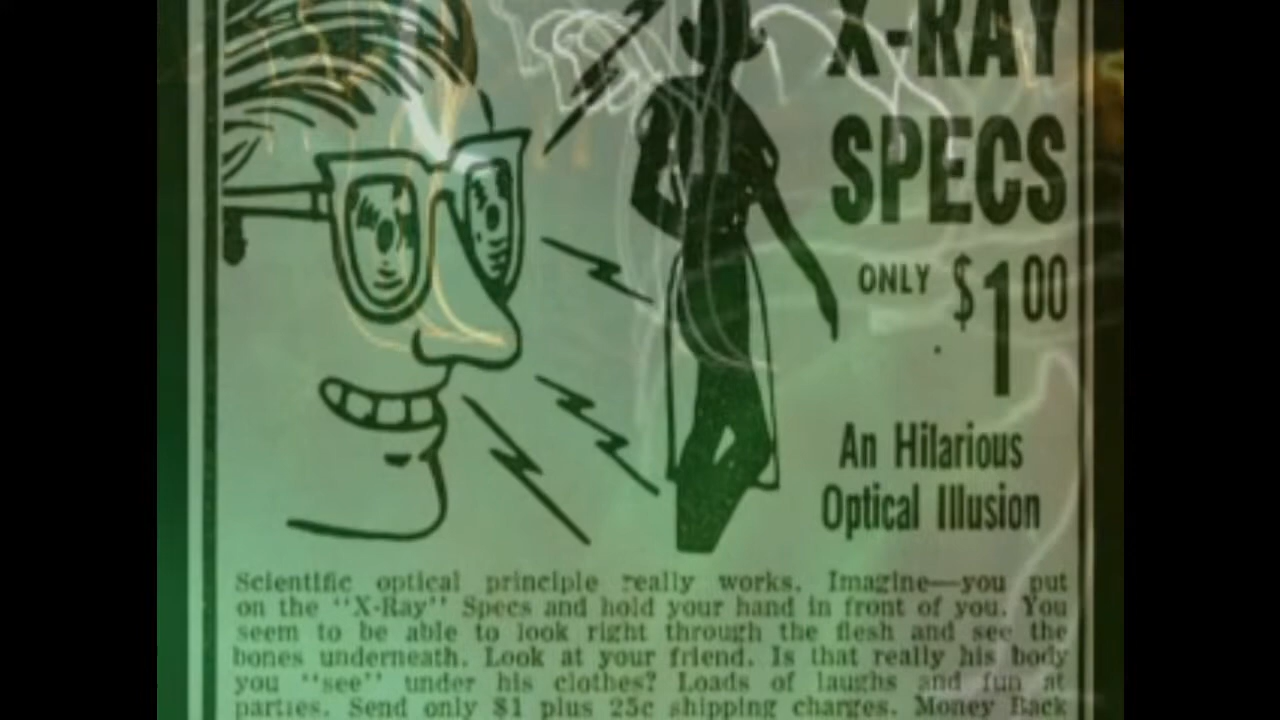 X-RAY
SPECS
ONLY $1 00
An Hilarious
Optical Illusion
Scientific optical principle really works. Imagine—you put
on the "X-Ray" Specs and hold your hand in front of you. You
seem to be able to look right through the flesh and see the
bones underneath. Look at your friend. Is that really his body
you "see" under his clothes? Loads of laughs and fun at
parties. Send only $1 plus 25c shipping charges. Money Back